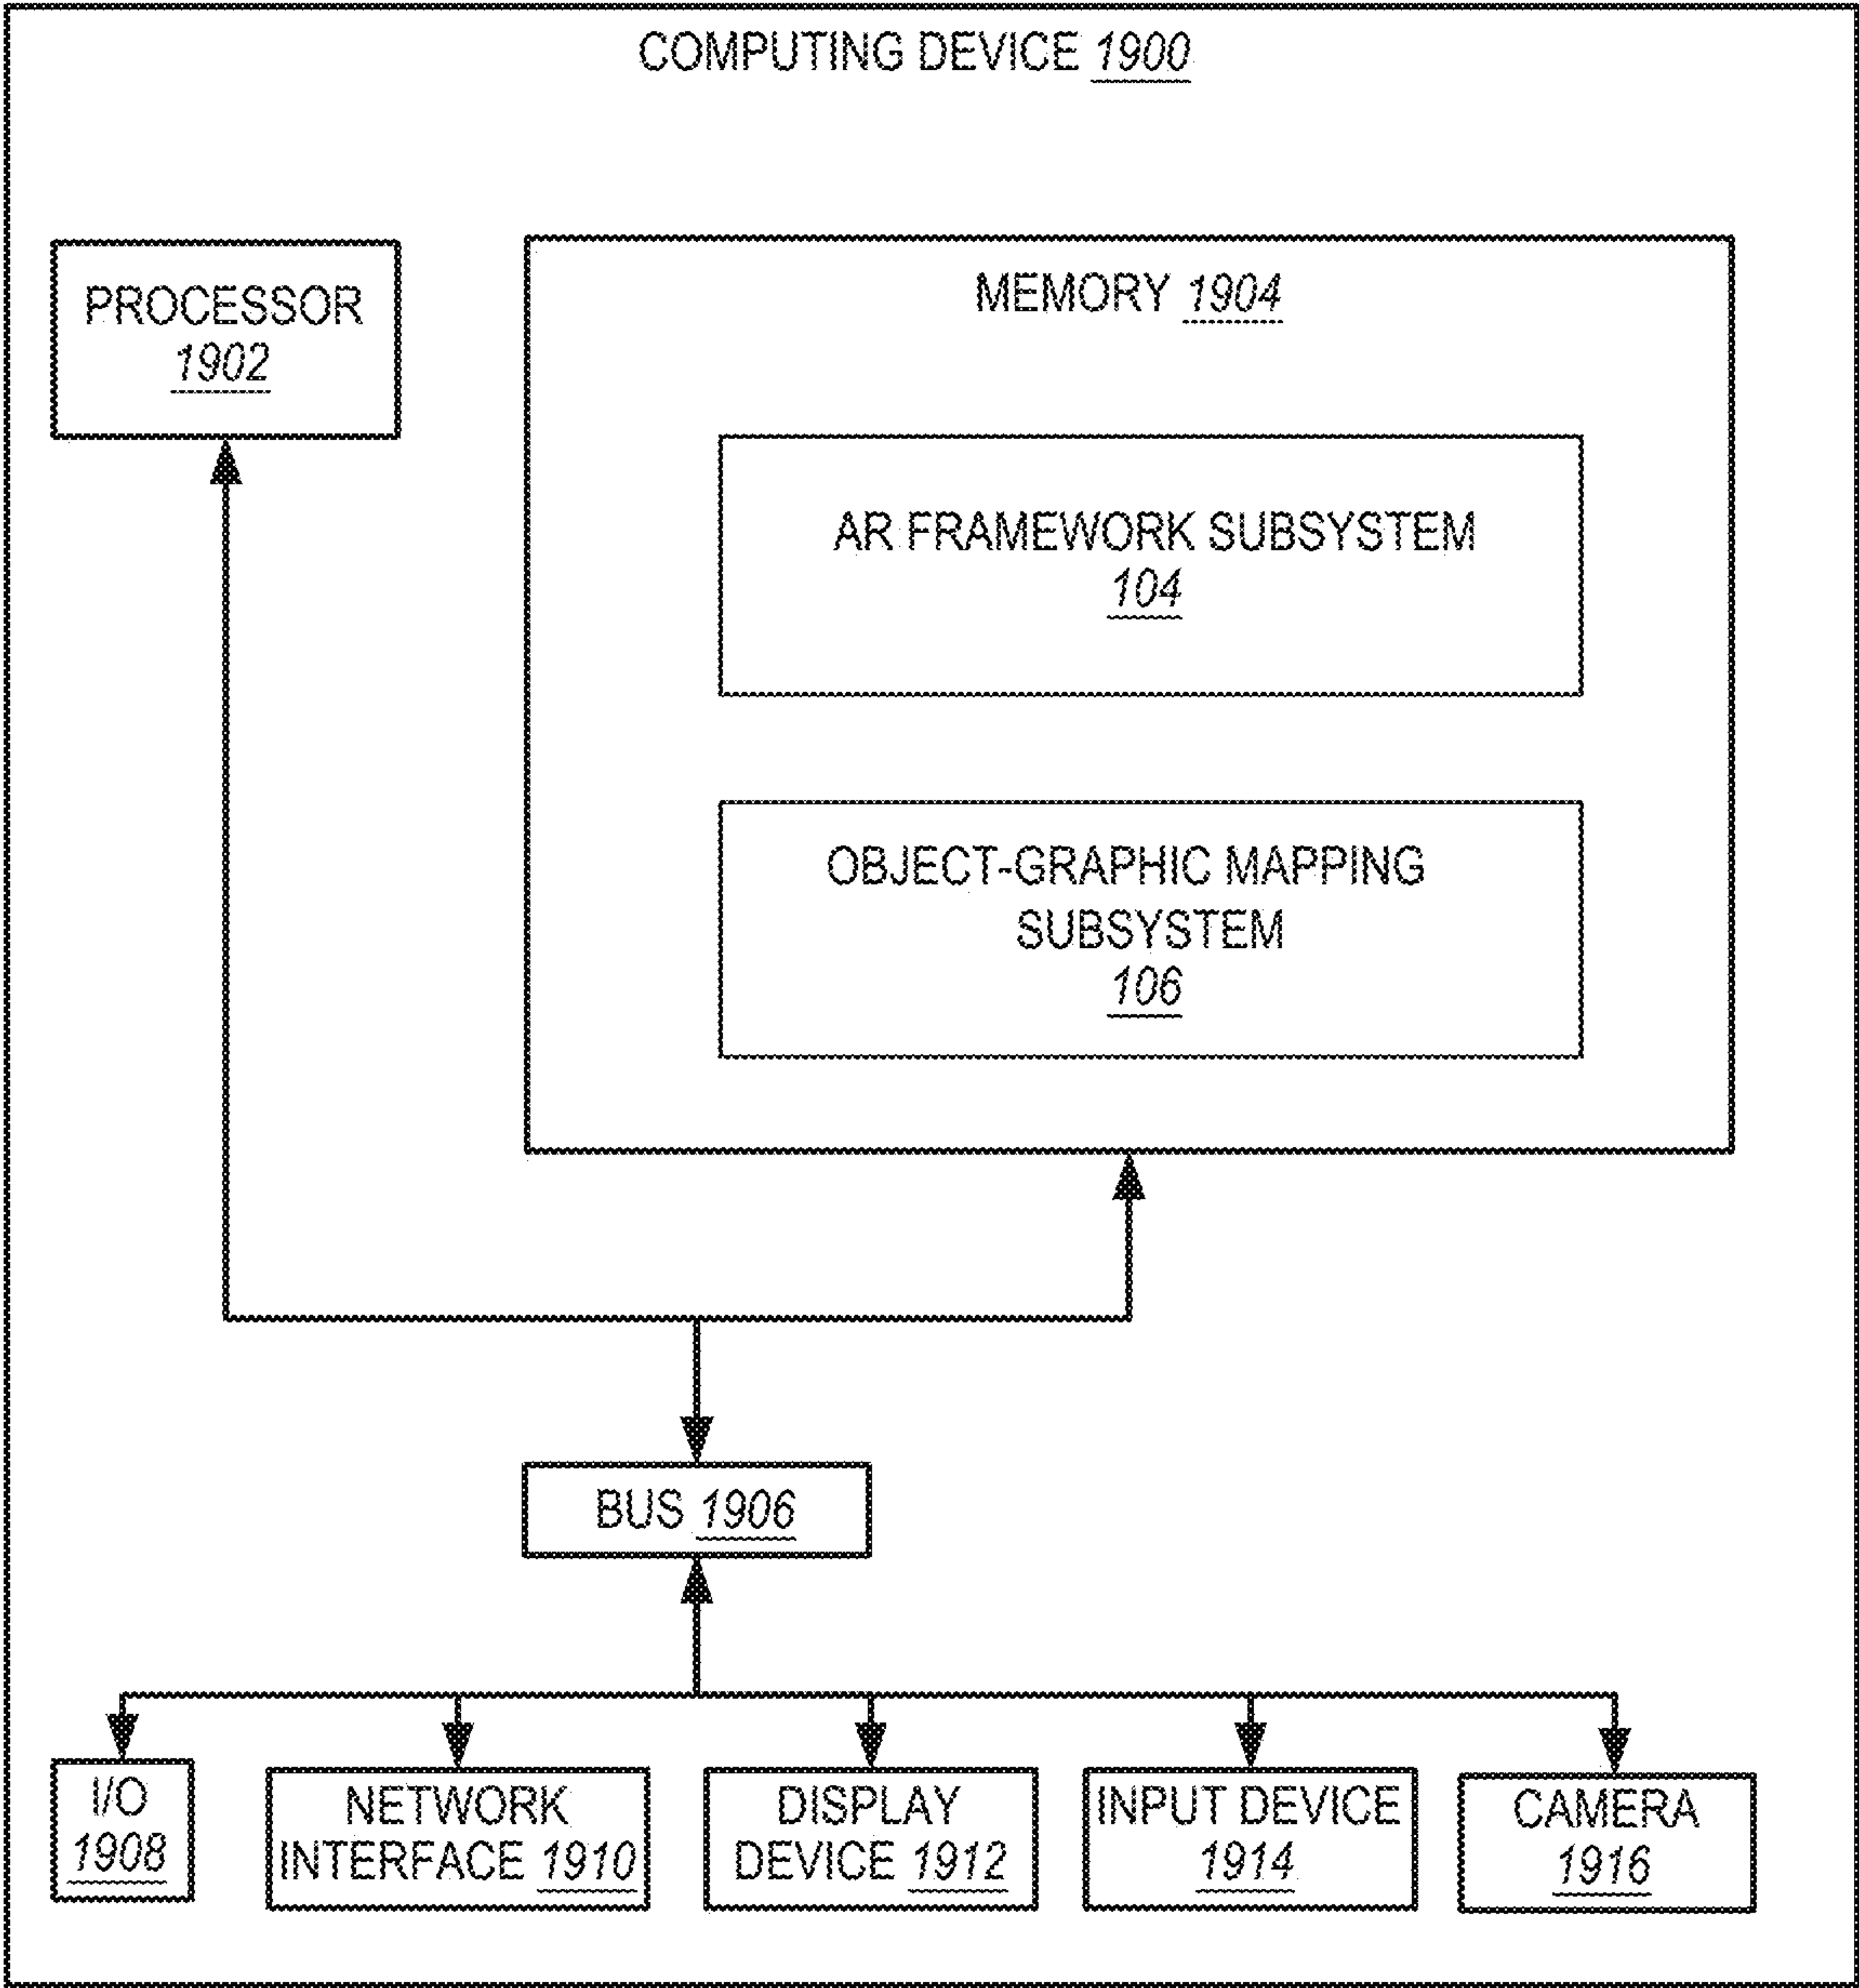 COMPUTING DEVICE 1900
PROCESSOR
1902
MEMORY 1904
AR FRAMEWORK SUBSYSTEM
104
OBJECT-GRAPHIC MAPPING
SUBSYSTEM
106
BUS 1906
I/O
1908
NETWORK
INTERFACE 1910
DISPLAY
DEVICE 1912
INPUT DEVICE
1914
CAMERA
1916